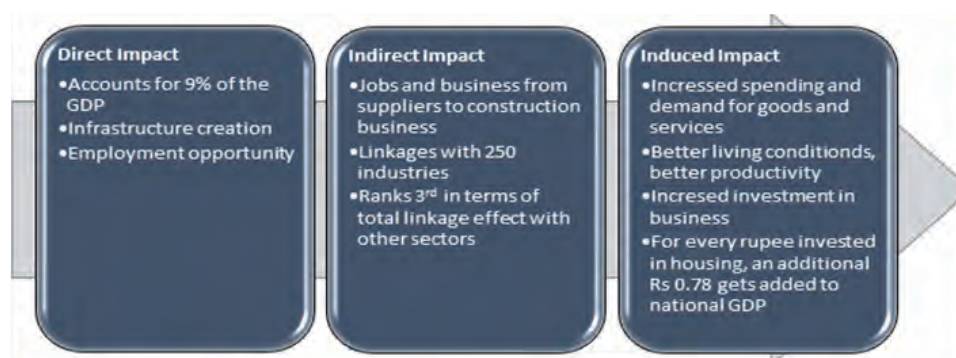 Direct Impact
•Accounts for 9% of the
GDP
•Infrastructure creation
•Employment opportunity
Indirect Impact
•Jobs and business from
suppliers to construction
business
•Linkages with 250
industries
•Ranks 3rd in terms of
total linkage effect with
other sectors
Induced Impact
•Increased spending and
demand for goods and
services
•Better living conditionds,
better productivity
•Incresed investment in
business
•For every rupee invested
in housing, an additional
Rs 0.78 gets added to
national GDP